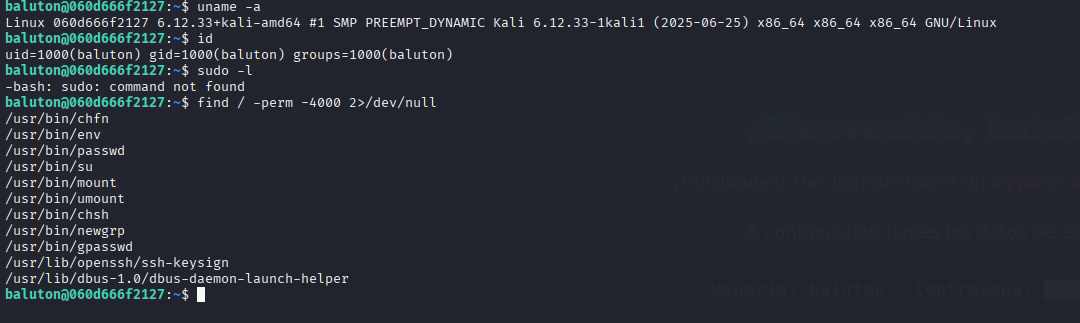 baluton@060d666f2127:~$ uname -a
Linux 060d666f2127 6.12.33+kali-amd64 #1 SMP PREEMPT_DYNAMIC Kali 6.12.33-1kali1 (2025-06-25) x86_64 x86_64 x86_64 GNU/Linux
baluton@060d666f2127:~$ id
uid=1000(baluton) gid=1000(baluton) groups=1000(baluton)
baluton@060d666f2127:~$ sudo -l
-bash: sudo: command not found
baluton@060d666f2127:~$ find / -perm -4000 2>/dev/null
/usr/bin/chfn
/usr/bin/env
/usr/bin/passwd
/usr/bin/su
/usr/bin/mount
/usr/bin/umount
/usr/bin/chsh
/usr/bin/newgrp
/usr/bin/gpasswd
/usr/lib/openssh/ssh-keysign
/usr/lib/dbus-1.0/dbus-daemon-launch-helper
baluton@060d666f2127:~$
¡Bienvenido, balut
¡Felicidades! Has logrado hacer un bypass
A continuación tienes los datos de
Usuario: baluton Contraseña: